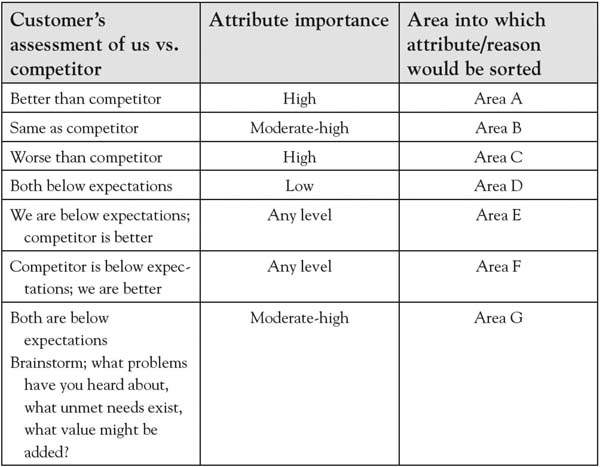 Customer's
assessment of us vs.
competitor
Attribute importance
Area into which
attribute/reason
would be sorted
Better than competitor
High
Area A
Same as competitor
Moderate-high
Area B
Worse than competitor
High
Area C
Both below expectations
Low
Area D
We are below expectations;
competitor is better
Any level
Area E
Competitor is below expec-
tations; we are better
Any level
Area F
Both are below
expectations
Brainstorm; what problems
have you heard about,
what unmet needs exist,
what value might be
added?
Moderate-high
Area G